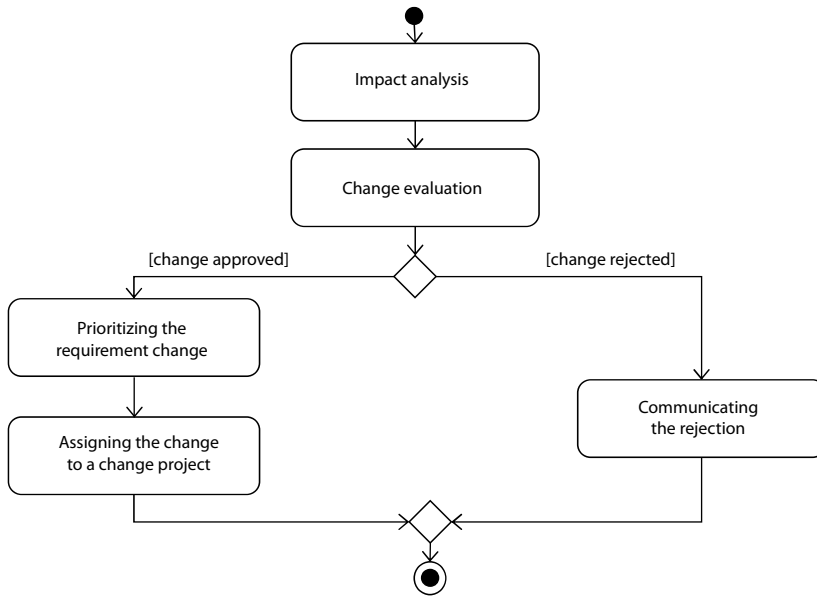 Impact analysis
Change evaluation
[change approved]
[change rejected]
Prioritizing the
requirement change
Communicating
the rejection
Assigning the change
to a change project